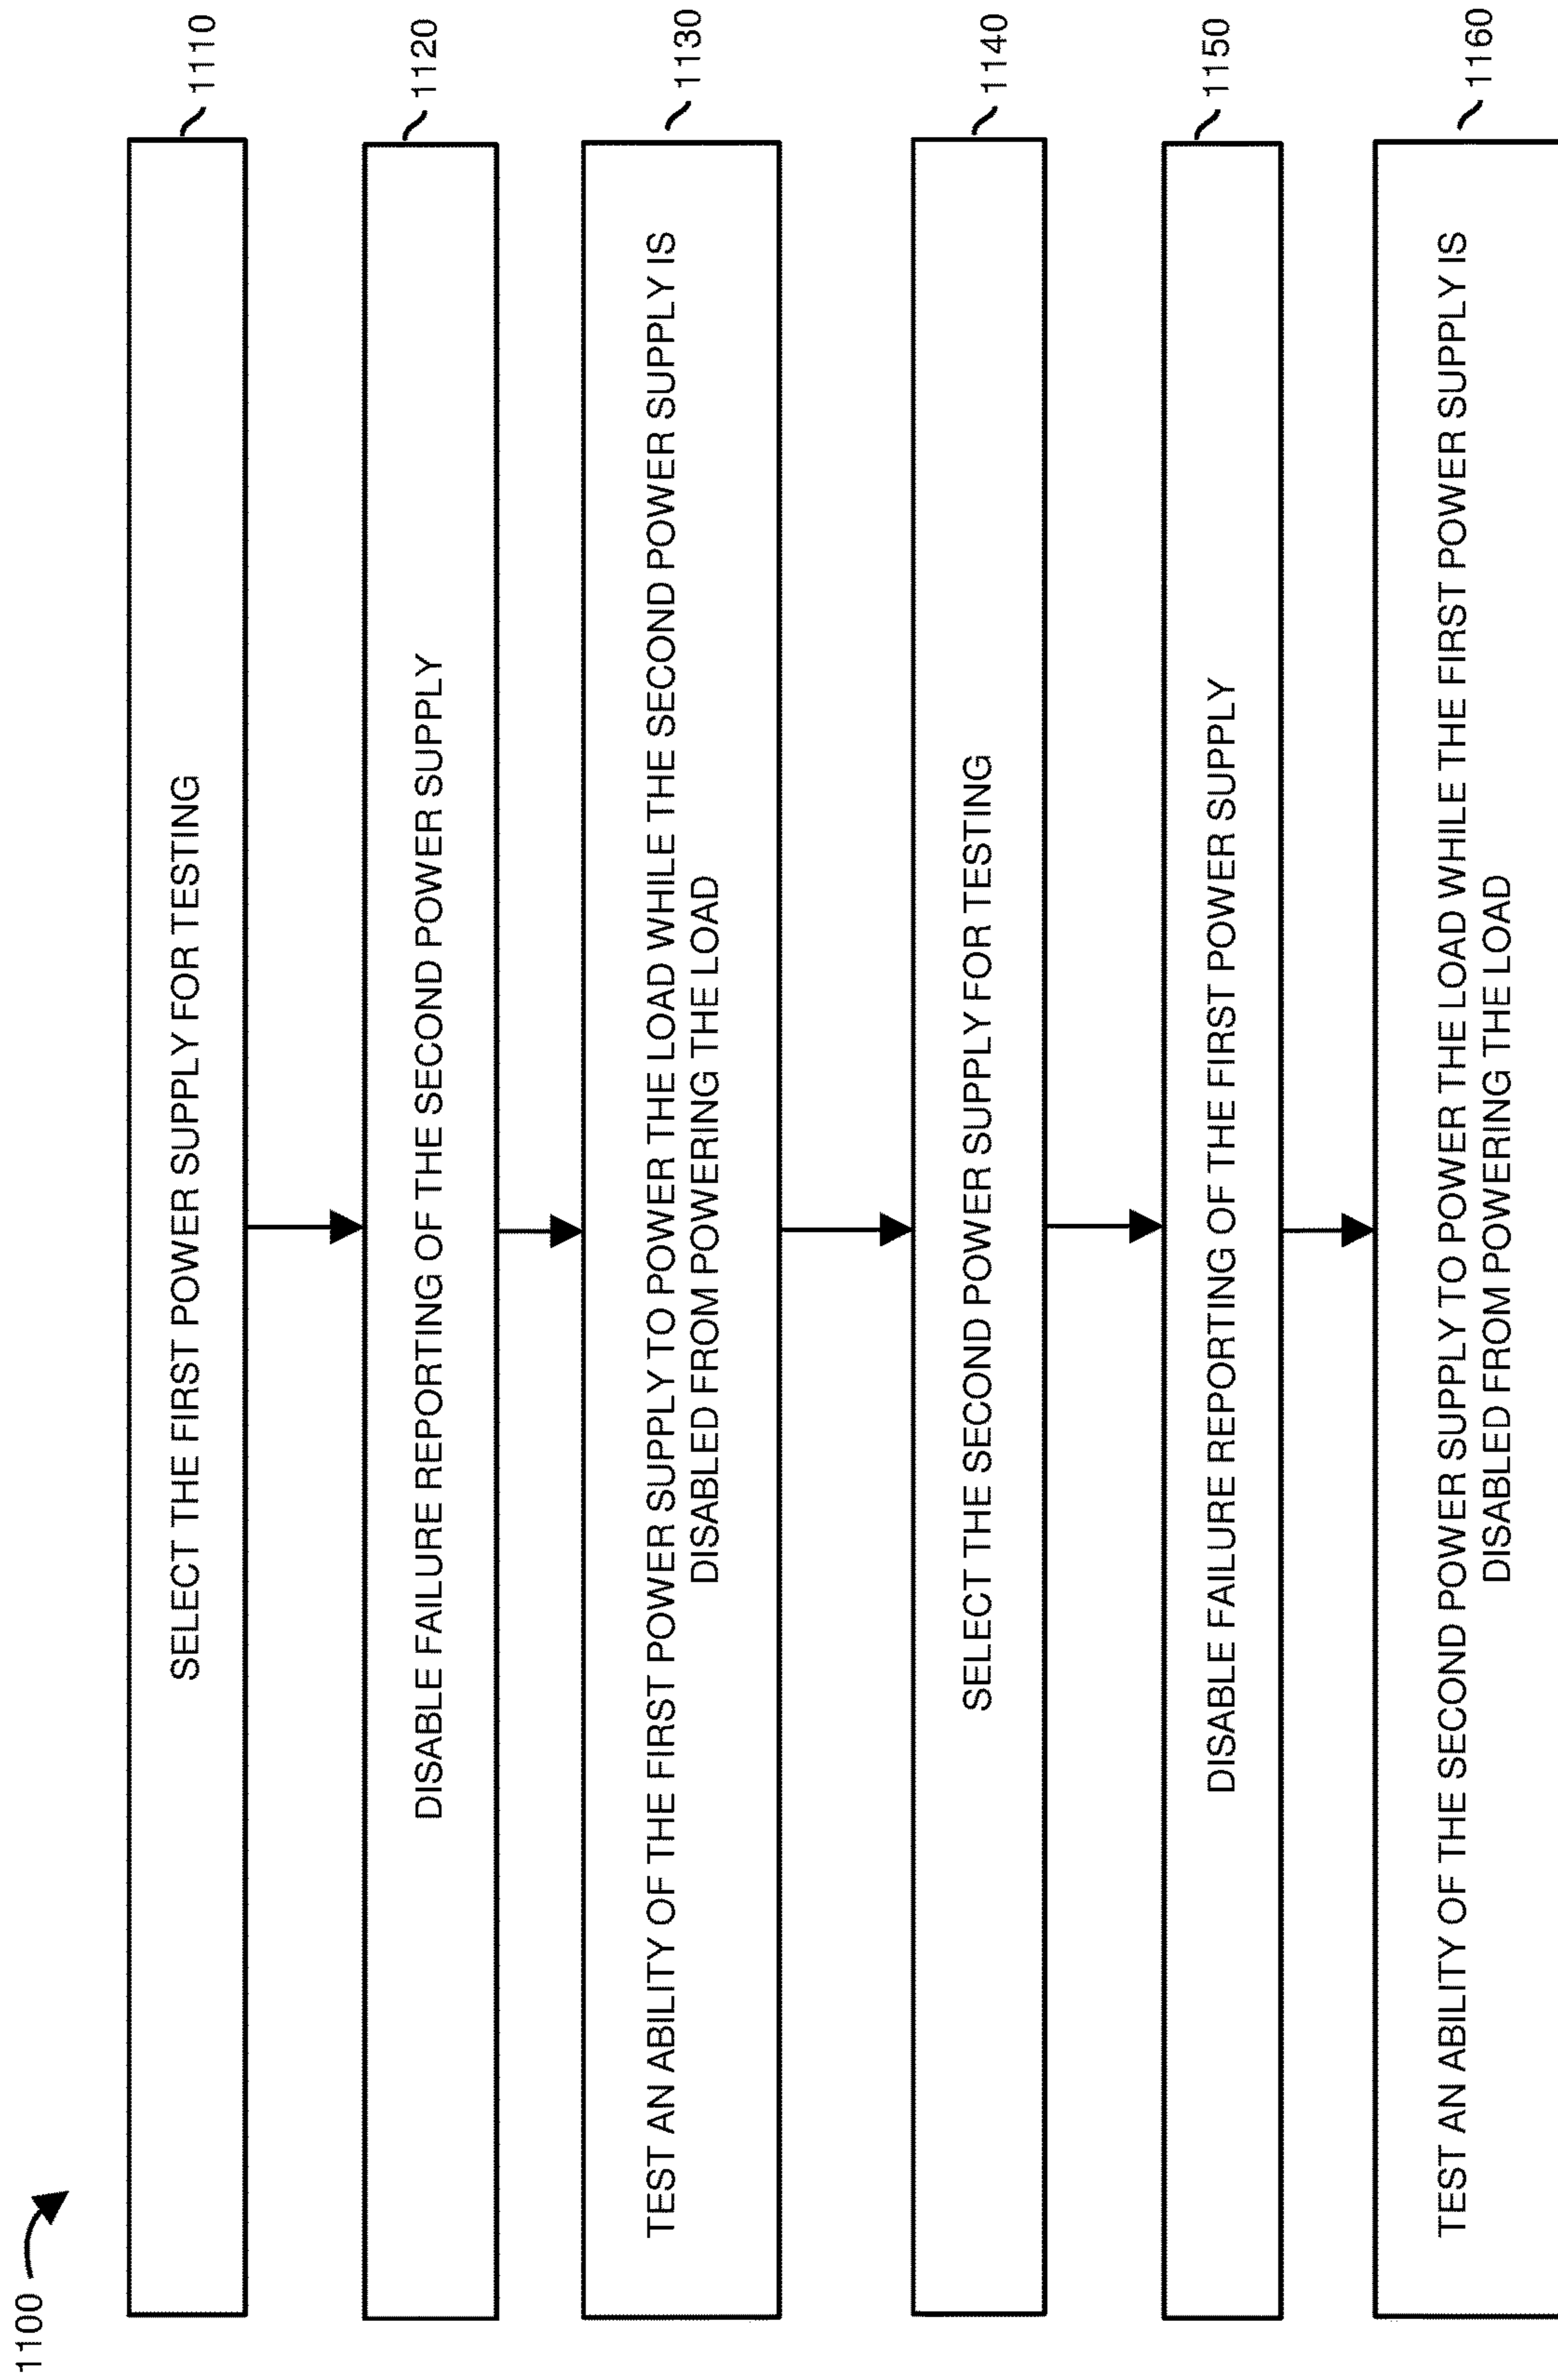 1100
SELECT THE FIRST POWER SUPPLY FOR TESTING
1110
DISABLE FAILURE REPORTING OF THE SECOND POWER SUPPLY
1120
TEST AN ABILITY OF THE FIRST POWER SUPPLY TO POWER THE LOAD WHILE THE SECOND POWER SUPPLY IS
DISABLED FROM POWERING THE LOAD
1130
SELECT THE SECOND POWER SUPPLY FOR TESTING
1140
DISABLE FAILURE REPORTING OF THE FIRST POWER SUPPLY
1150
TEST AN ABILITY OF THE SECOND POWER SUPPLY TO POWER THE LOAD WHILE THE FIRST POWER SUPPLY IS
DISABLED FROM POWERING THE LOAD
1160